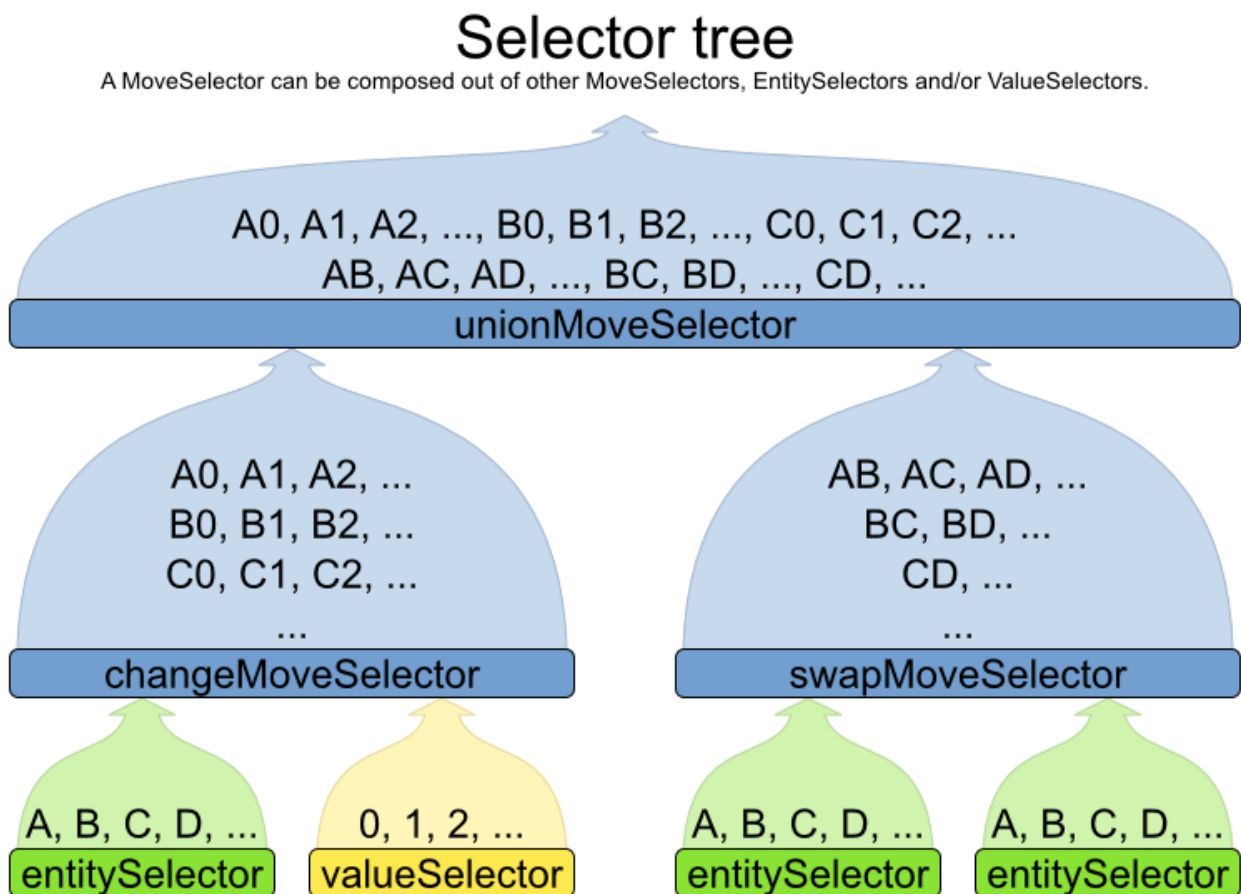 Selector tree
A MoveSelector can be composed out of other MoveSelectors, EntitySelectors and/or ValueSelectors.
A0, A1, A2, ..., B0, B1, B2, ..., C0, C1, C2, ...
AB, AC, AD, ..., BC, BD, ..., CD, ...
unionMoveSelector
A0, A1, A2, ...
B0, B1, B2, ...
C0, C1, C2, ...
...
changeMoveSelector
AB, AC, AD, ...
BC, BD, ...
CD, ...
...
swapMoveSelector
A, B, C, D, ...
entitySelector
0, 1, 2, ...
valueSelector
A, B, C, D, ...
entitySelector
A, B, C, D, ...
entitySelector